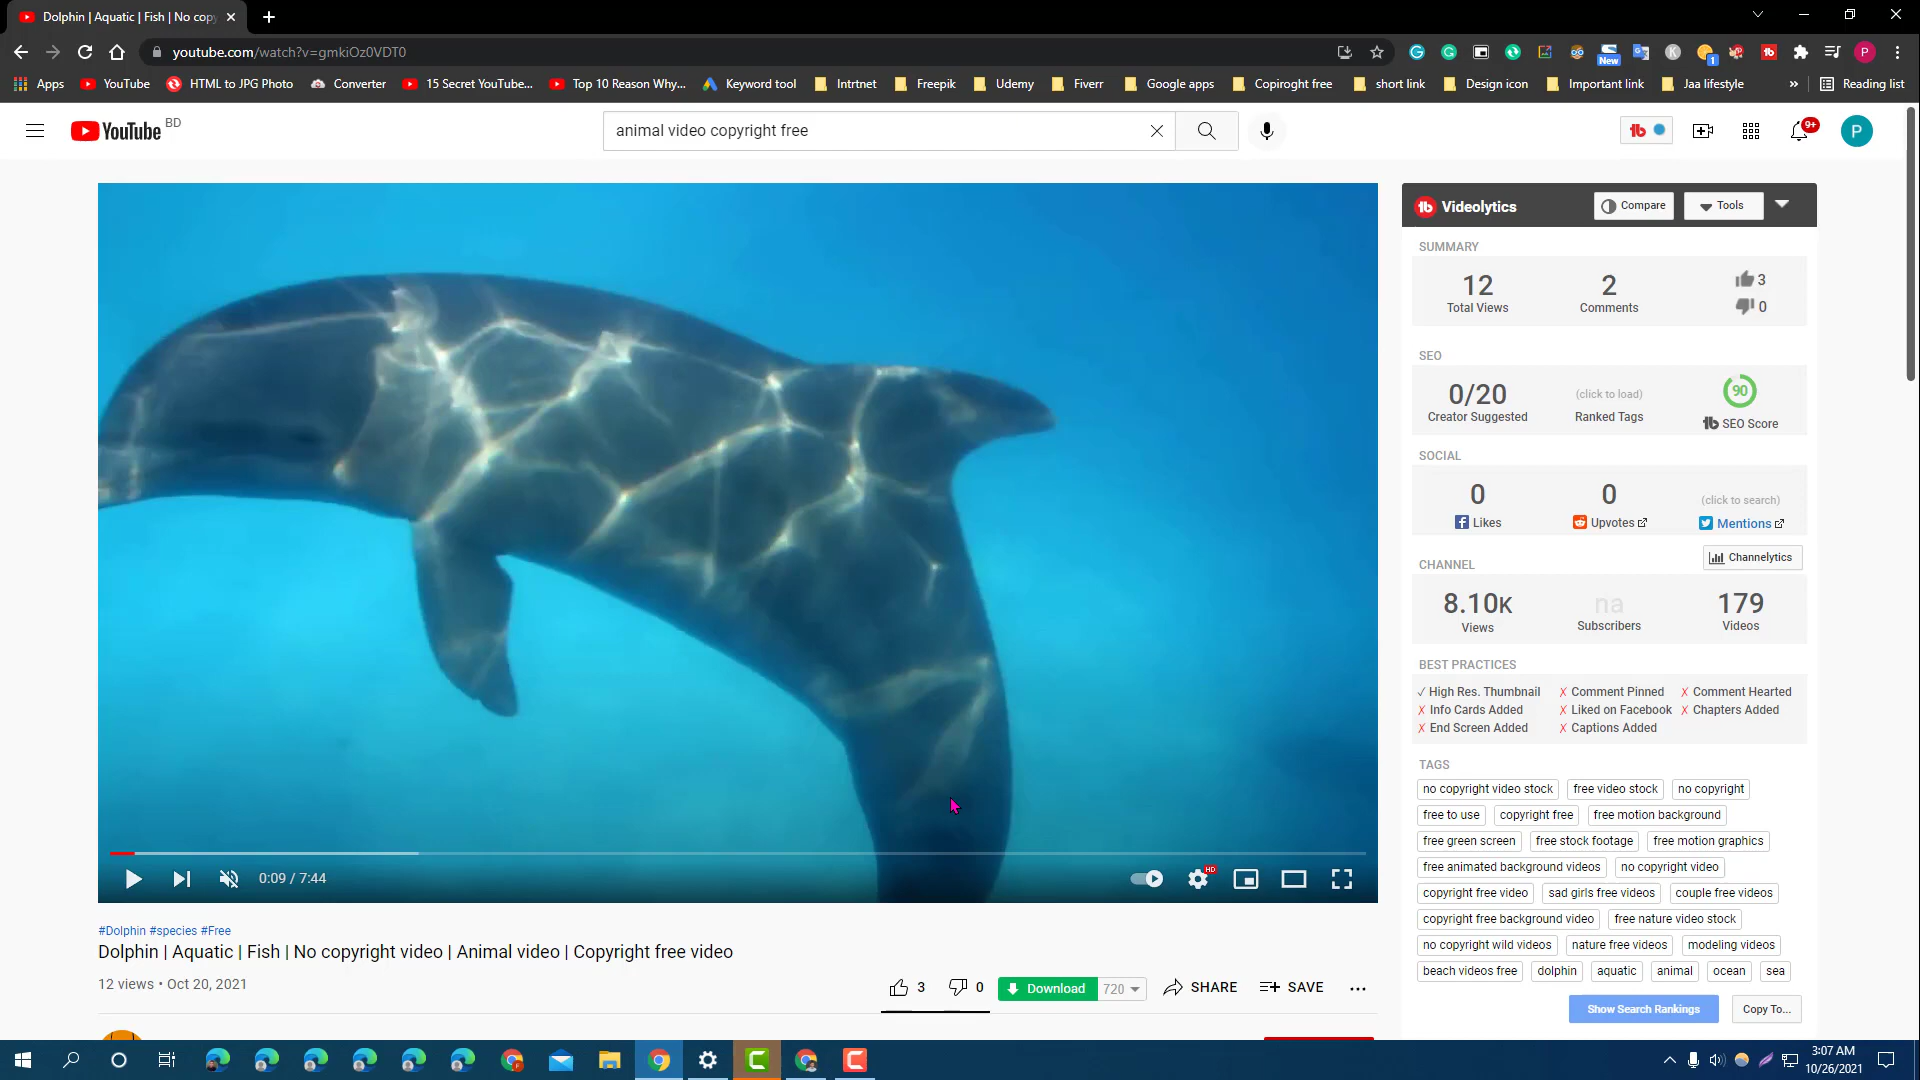 Dolphin | Aquatic | Fish | No copy
youtube.com/watch?v=gmkiOz0VDT0
New
1
Apps YouTube HTML to JPG Photo Converter 15 Secret YouTube... Top 10 Reason Why... Keyword tool Intrtnet Freepik Udemy Fiverr Google apps Copiroght free short link Design icon Important link Jaa lifestyle » Reading list
YouTube BD
animal video copyright free
9+
P
Videolytics Compare Tools
SUMMARY
12 2 3
Total Views Comments 0
SEO
0/20 (click to load) 90
Creator Suggested Ranked Tags SEO Score
SOCIAL
0 0 (click to search)
Likes Upvotes Mentions
CHANNEL Channelytics
8.10K na 179
Views Subscribers Videos
BEST PRACTICES
✓ High Res. Thumbnail X Comment Pinned X Comment Hearted
X Info Cards Added X Liked on Facebook X Chapters Added
X End Screen Added X Captions Added
TAGS
no copyright video stock free video stock no copyright
free to use copyright free free motion background
free green screen free stock footage free motion graphics
free animated background videos no copyright video
copyright free video sad girls free videos couple free videos
copyright free background video free nature video stock
no copyright wild videos nature free videos modeling videos
beach videos free dolphin aquatic animal ocean sea
Show Search Rankings Copy To...
0:09 / 7:44
HD
#Dolphin #species #Free
Dolphin | Aquatic | Fish | No copyright video | Animal video | Copyright free video
12 views • Oct 20, 2021
3 0 Download 720 SHARE SAVE
3:07 AM
10/26/2021